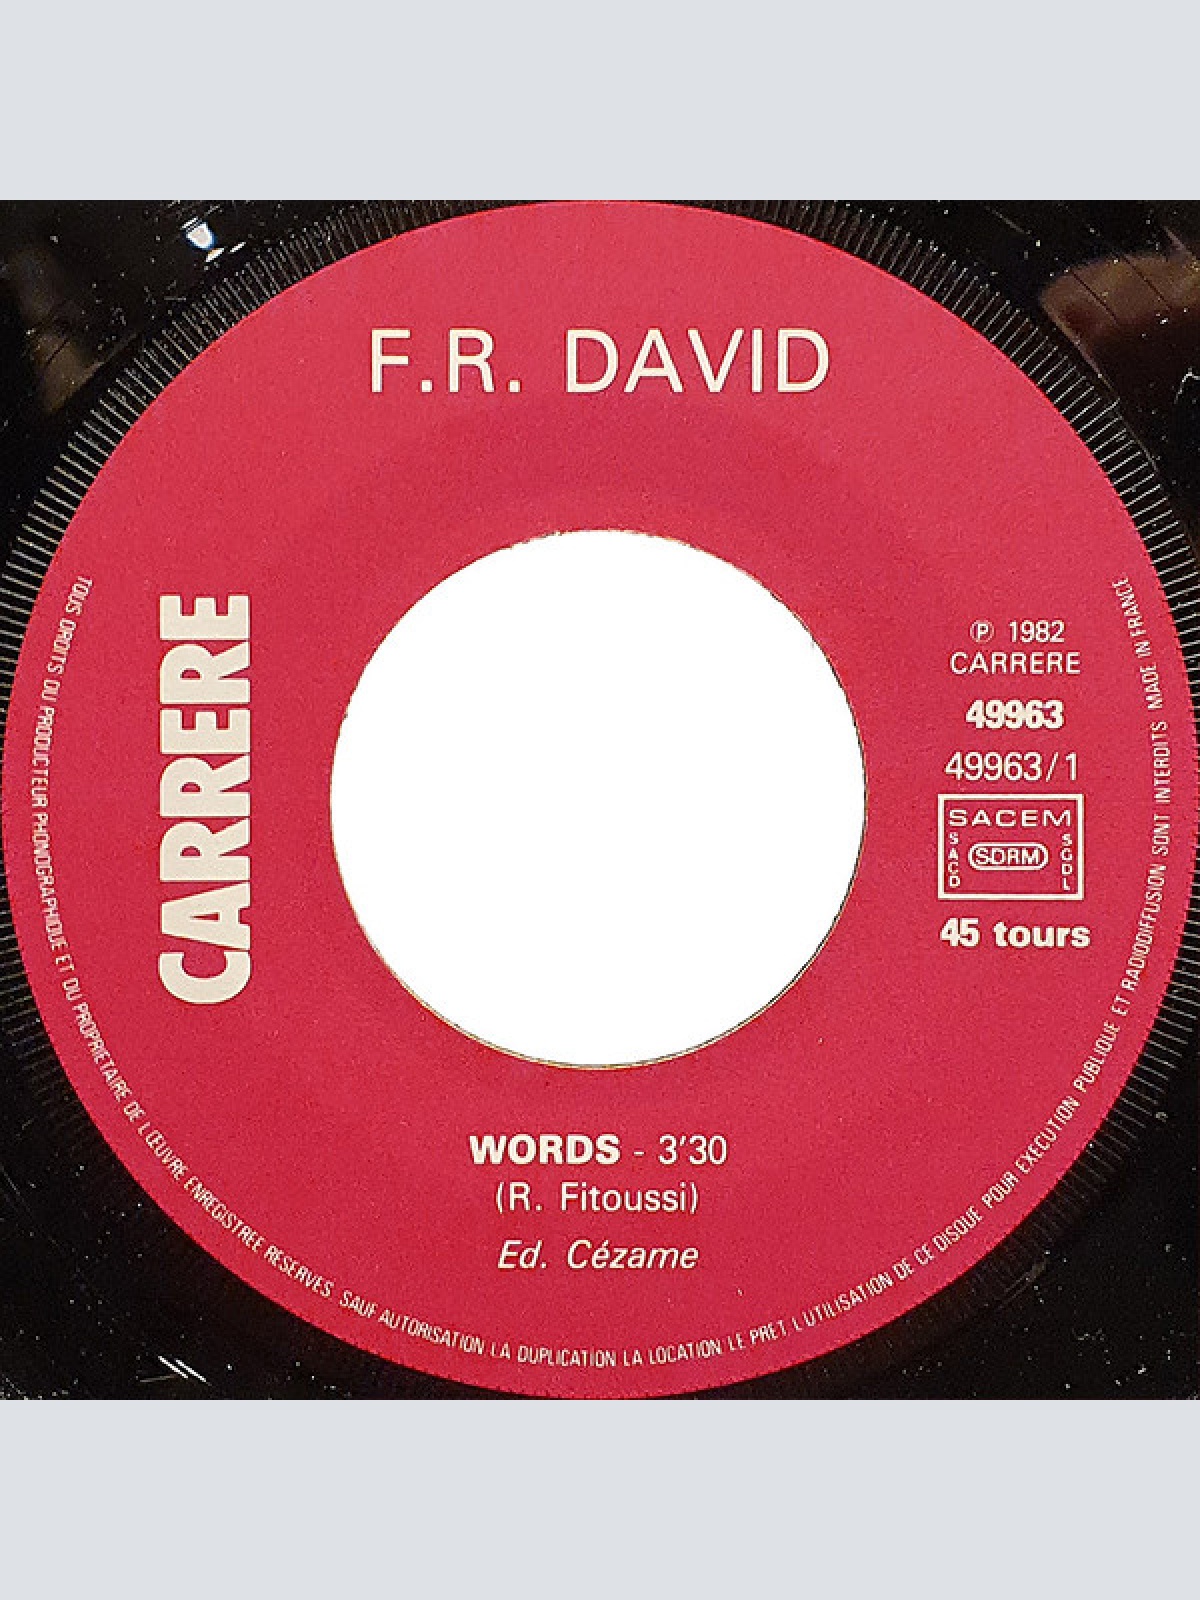 F.R. DAVID
CARRERE
℗ 1982
CARRERE
49963
49963/1
SACEM
SACD
SDRM
SGDL
45 tours
WORDS - 3'30
(R. Fitoussi)
Ed. Cézame
TOUS DROITS DU PRODUCTEUR PHONOGRAPHIQUE ET DU PROPRIETAIRE DE L'ŒUVRE ENREGISTREE RESERVES SAUF AUTORISATION LA DUPLICATION LA LOCATION LE PRET L'UTILISATION DE CE DISQUE POUR EXECUTION PUBLIQUE ET RADIODIFFUSION SONT INTERDITS MADE IN FRANCE